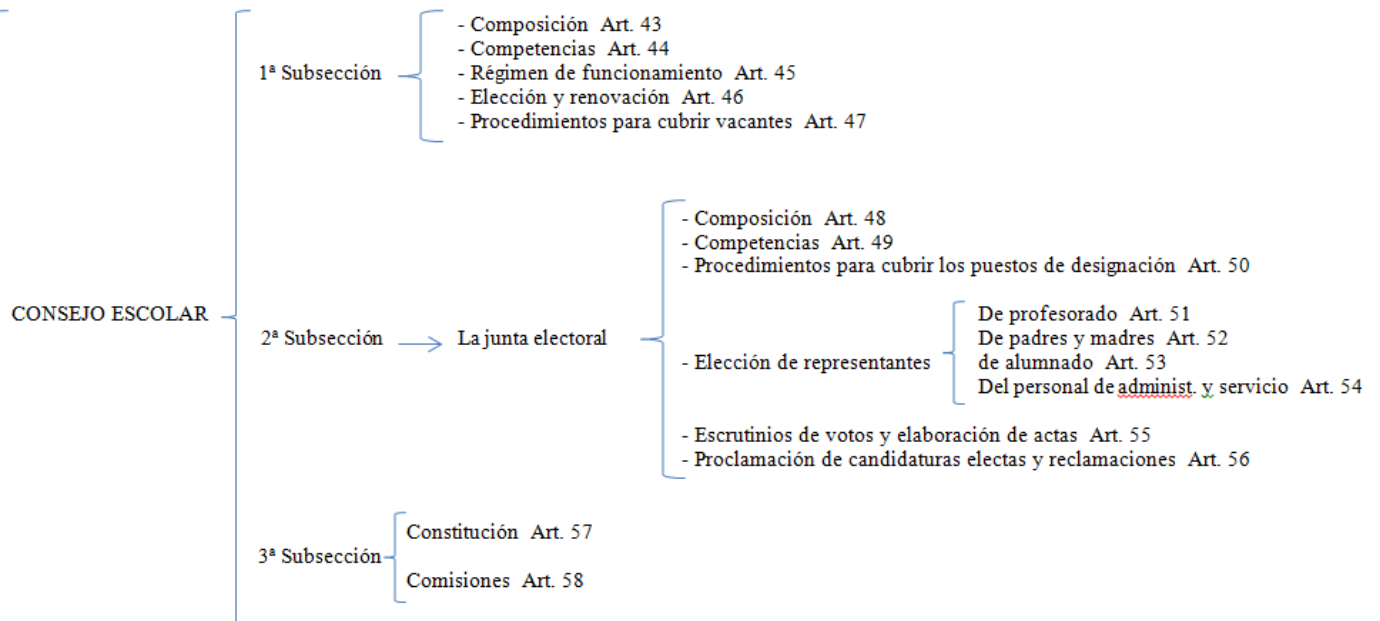 - Composición Art. 43
- Competencias Art. 44
1ª Subsección
- Régimen de funcionamiento Art. 45
- Elección y renovación Art. 46
- Procedimientos para cubrir vacantes Art. 47
- Composición Art. 48
- Competencias Art. 49
- Procedimientos para cubrir los puestos de designación Art. 50
CONSEJO ESCOLAR
2ª Subsección
La junta electoral
- Elección de representantes
De profesorado Art. 51
De padres y madres Art. 52
de alumnado Art. 53
Del personal de administ. y servicio Art. 54
- Escrutinios de votos y elaboración de actas Art. 55
- Proclamación de candidaturas electas y reclamaciones Art. 56
3ª Subsección
Constitución Art. 57
Comisiones Art. 58